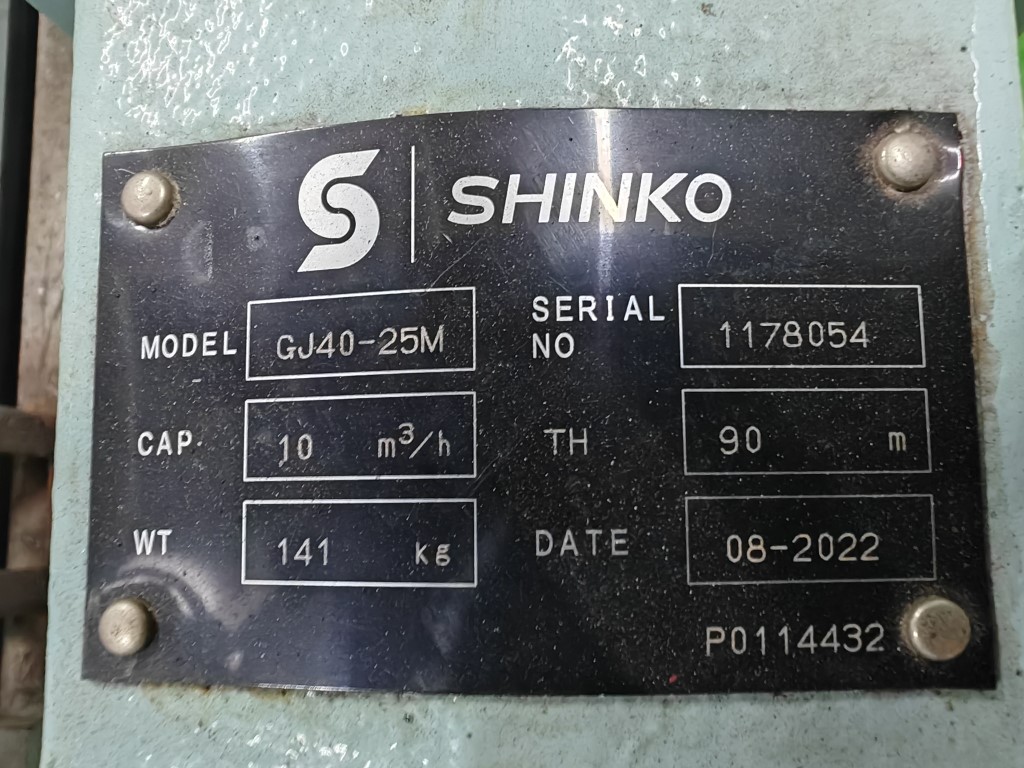 SHINKO
MODEL GJ40-25M SERIAL NO 1178054
CAP. 10 m³/h TH 90 m
WT 141 kg DATE 08-2022
P0114432